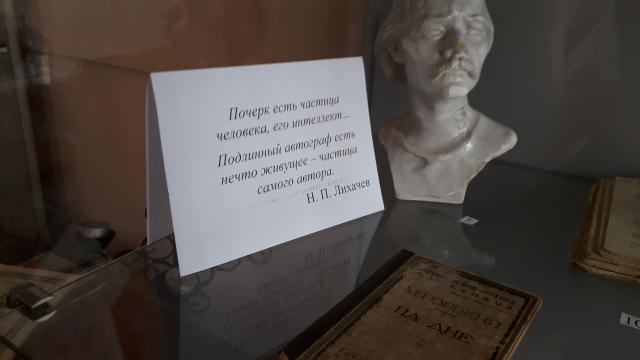 Почерк есть частица
человека, его интеллект...
Подлинный автограф есть
нечто живущее – частица
самого автора.
Н. П. Лихачев
М. ГОРЬКИЙ
НА ДНЕ